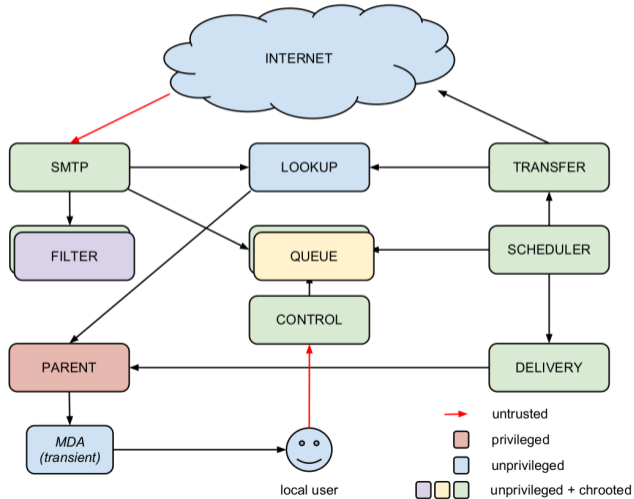 INTERNET
SMTP
LOOKUP
TRANSFER
FILTER
QUEUE
SCHEDULER
CONTROL
PARENT
DELIVERY
MDA
(transient)
local user
untrusted
privileged
unprivileged
unprivileged + chrooted